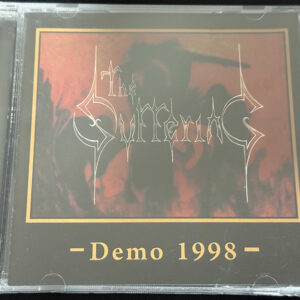 The
Suffering
- Demo 1998 -